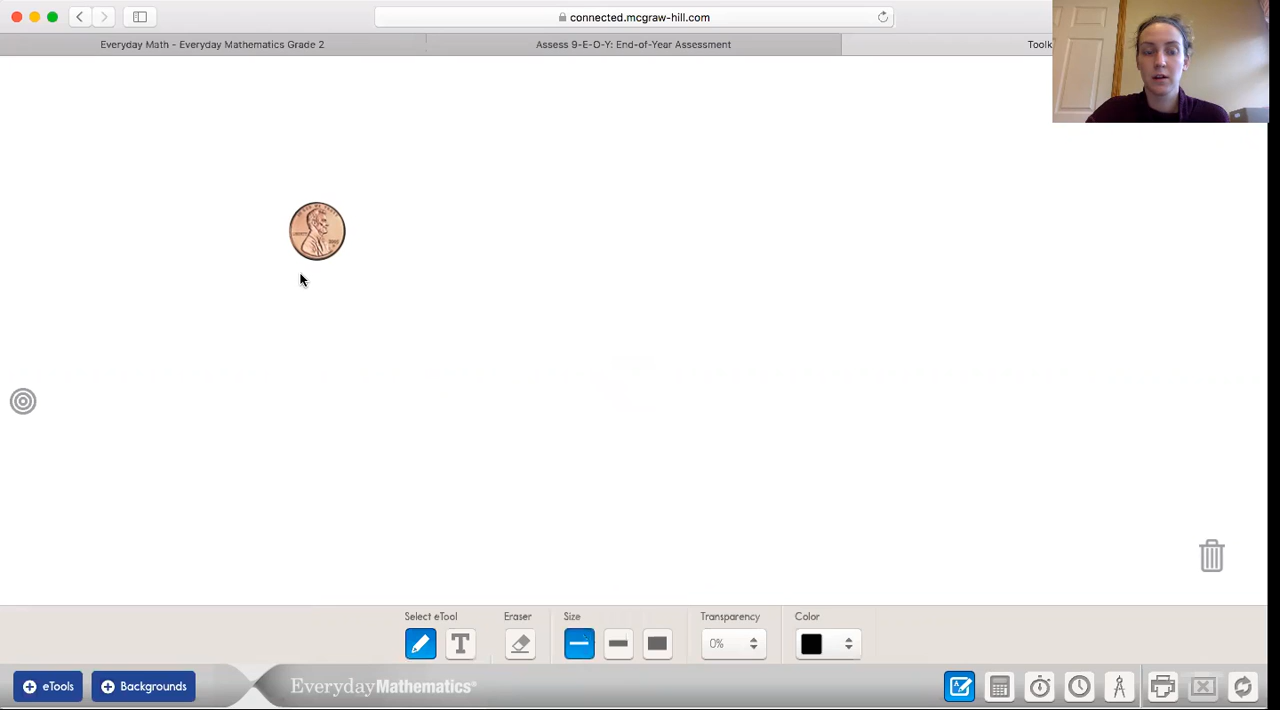 connected.mcgraw-hill.com
Everyday Math - Everyday Mathematics Grade 2
Assess 9-E-O-Y: End-of-Year Assessment
Toolk
Select eTool
Eraser
Size
Transparency
Color
T
0%
eTools
Backgrounds
EverydayMathematics®